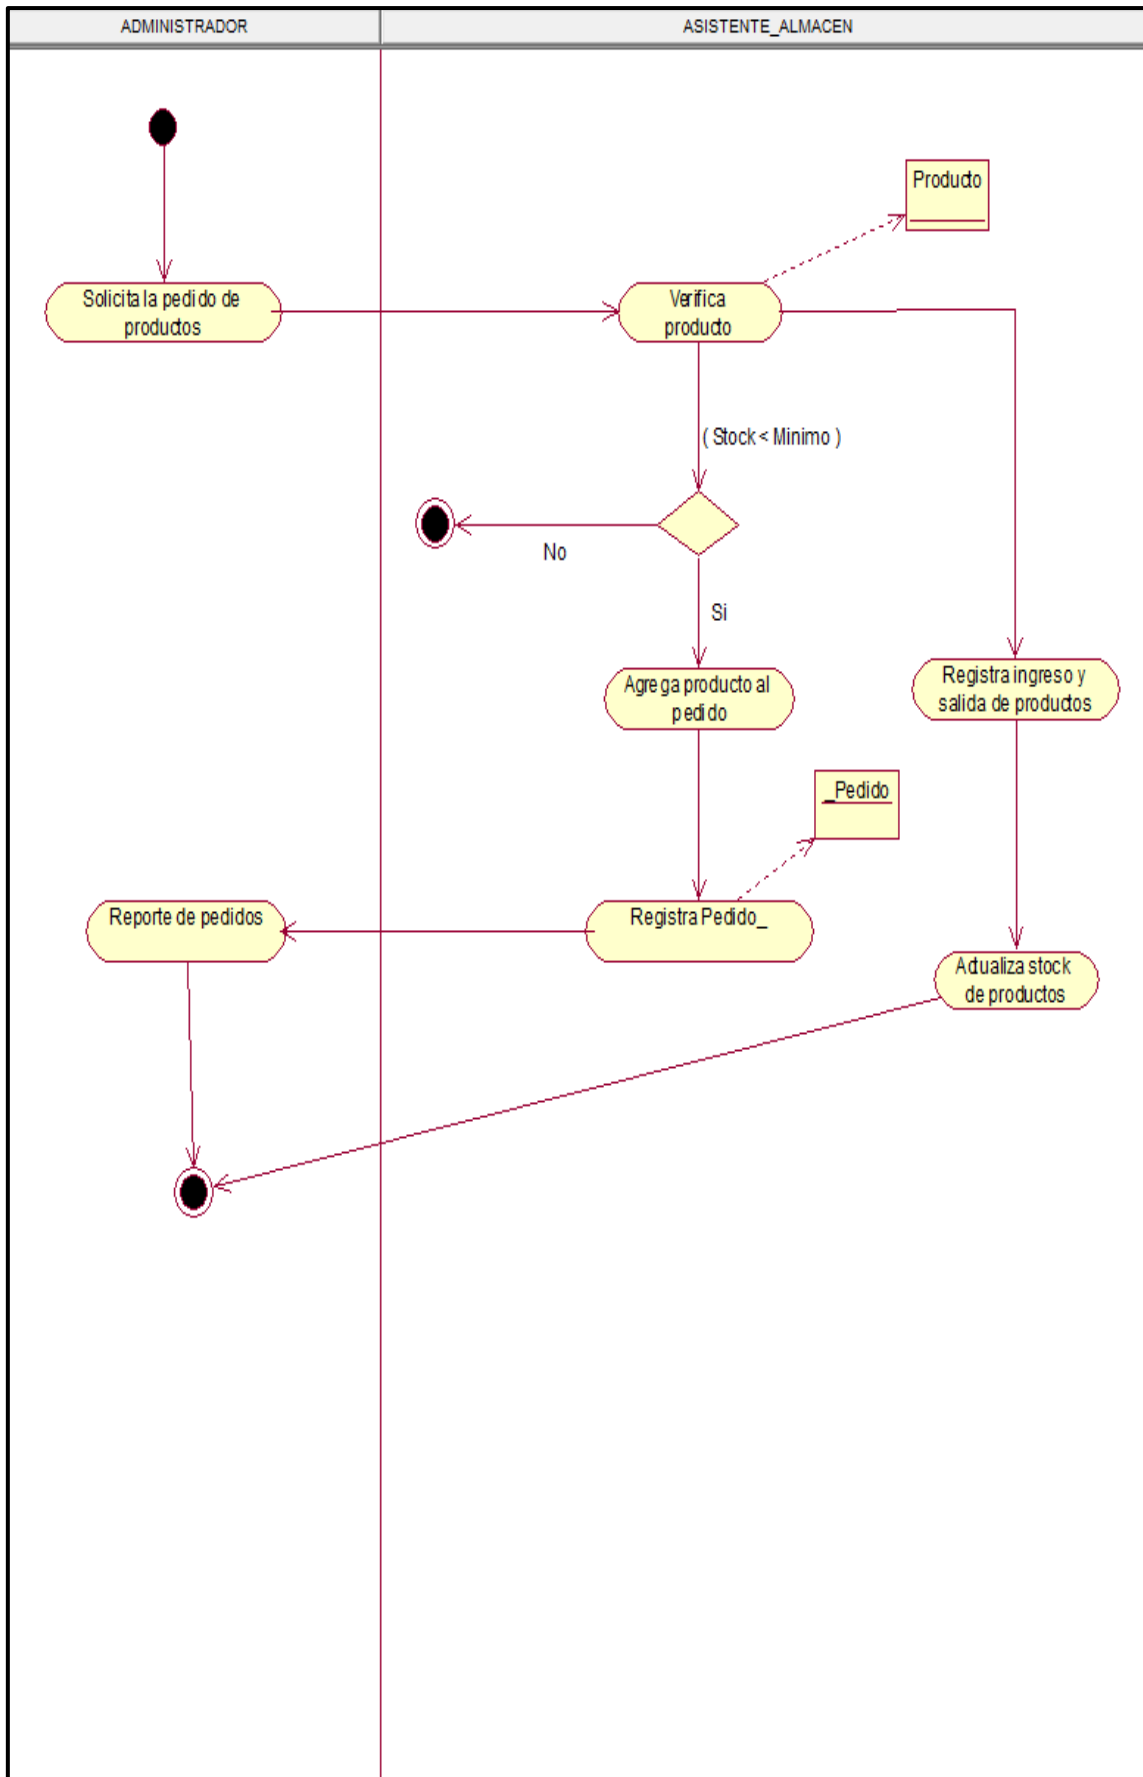 ADMINISTRADOR
ASISTENTE_ALMACEN
Producto
Solicita la pedido de
productos
Verifica
producto
( Stock < Minimo )
No
Si
Agrega producto al
pedido
Registra ingreso y
salida de productos
_Pedido
Reporte de pedidos
Registra Pedido_
Actualiza stock
de productos